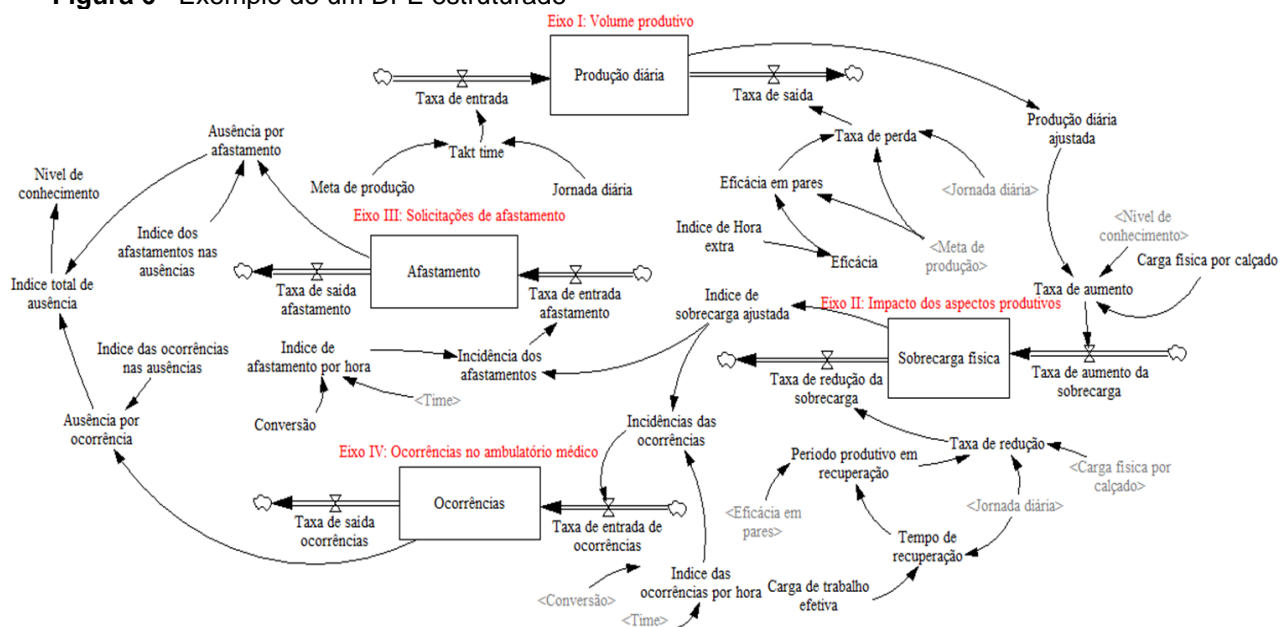 Figura 6 - Exemplo de um DFE estruturado
Eixo I: Volume produtivo
Produção diária
Taxa de entrada
Taxa de saída
Produção diária
ajustada
Ausência por
afastamento
Taxa de perda
Takt time
Nivel de
conhecimento
Meta de produção
Jornada diária
Eficácia em pares
<Jornada diária>
Eixo III: Solicitações de afastamento
Indice dos
afastamentos nas
ausências
Indice de Hora
extra
<Meta de
produção>
<Nivel de
conhecimento>
Afastamento
Eficácia
Carga física por calçado
Indice total de
ausência
Taxa de saida
afastamento
Taxa de entrada
afastamento
Indice de
sobrecarga ajustada
Taxa de aumento
Eixo II: Impacto dos aspectos produtivos
Indice das ocorrências
nas ausências
Indice de
afastamento por hora
Incidência dos
afastamentos
Sobrecarga física
Taxa de redução da
sobrecarga
Taxa de aumento da
sobrecarga
<Time>
Ausência por
ocorrência
Conversão
Incidências das
ocorrências
Eixo IV: Ocorrências no ambulatório médico
Periodo produtivo em
recuperação
Taxa de redução
<Carga física por
calçado>
Ocorrências
<Jornada diária>
Taxa de saida
ocorrências
Taxa de entrada de
ocorrências
<Eficácia em
pares>
Tempo de
recuperação
Indice das
ocorrências por hora
Carga de trabalho
efetiva
<Conversão>
<Time>